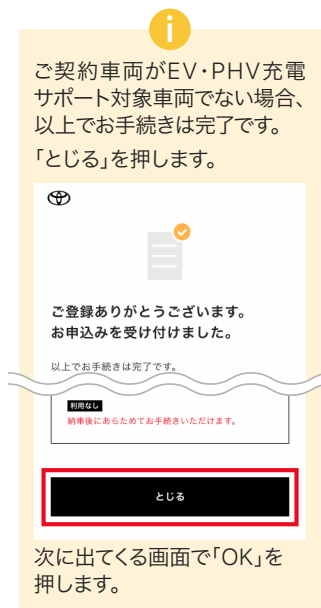 ご契約車両がEV・PHV充電
サポート対象車両でない場合、
以上でお手続きは完了です。
「とじる」を押します。
ご登録ありがとうございます。
お申込みを受け付けました。
以上でお手続きは完了です。
利用なし
納車後にあらためてお手続きいただけます。
とじる
次に出てくる画面で「OK」を
押します。